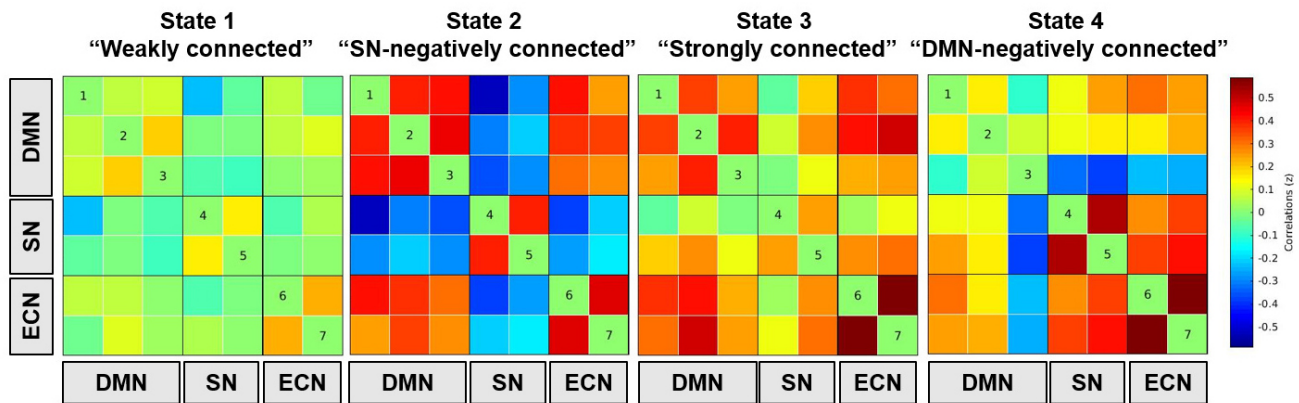 State 1
“Weakly connected”
State 2
“SN-negatively connected”
State 3
“Strongly connected”
State 4
“DMN-negatively connected”
DMN
SN
ECN
1
2
3
4
5
6
7
1
2
3
4
5
6
7
1
2
3
4
5
6
7
1
2
3
4
5
6
7
0.5
0.4
0.3
0.2
0.1
0
-0.1
-0.2
-0.3
-0.4
-0.5
Correlations (z)
DMN SN ECN
DMN SN ECN
DMN SN ECN
DMN SN ECN